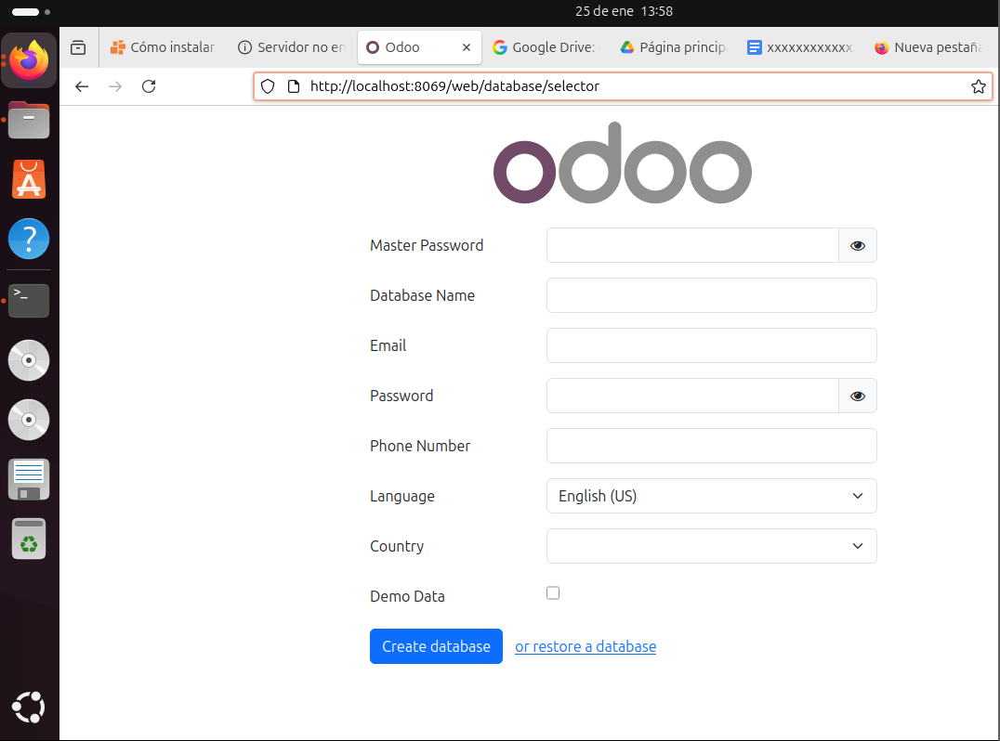 25 de ene 13:58
Cómo instalar
Servidor no en
Odoo
Google Drive:
Página princip
xxxxxxxxxxxx
Nueva pestaña
http://localhost:8069/web/database/selector
odoo
Master Password
Database Name
Email
Password
Phone Number
Language
English (US)
Country
Demo Data
Create database
or restore a database